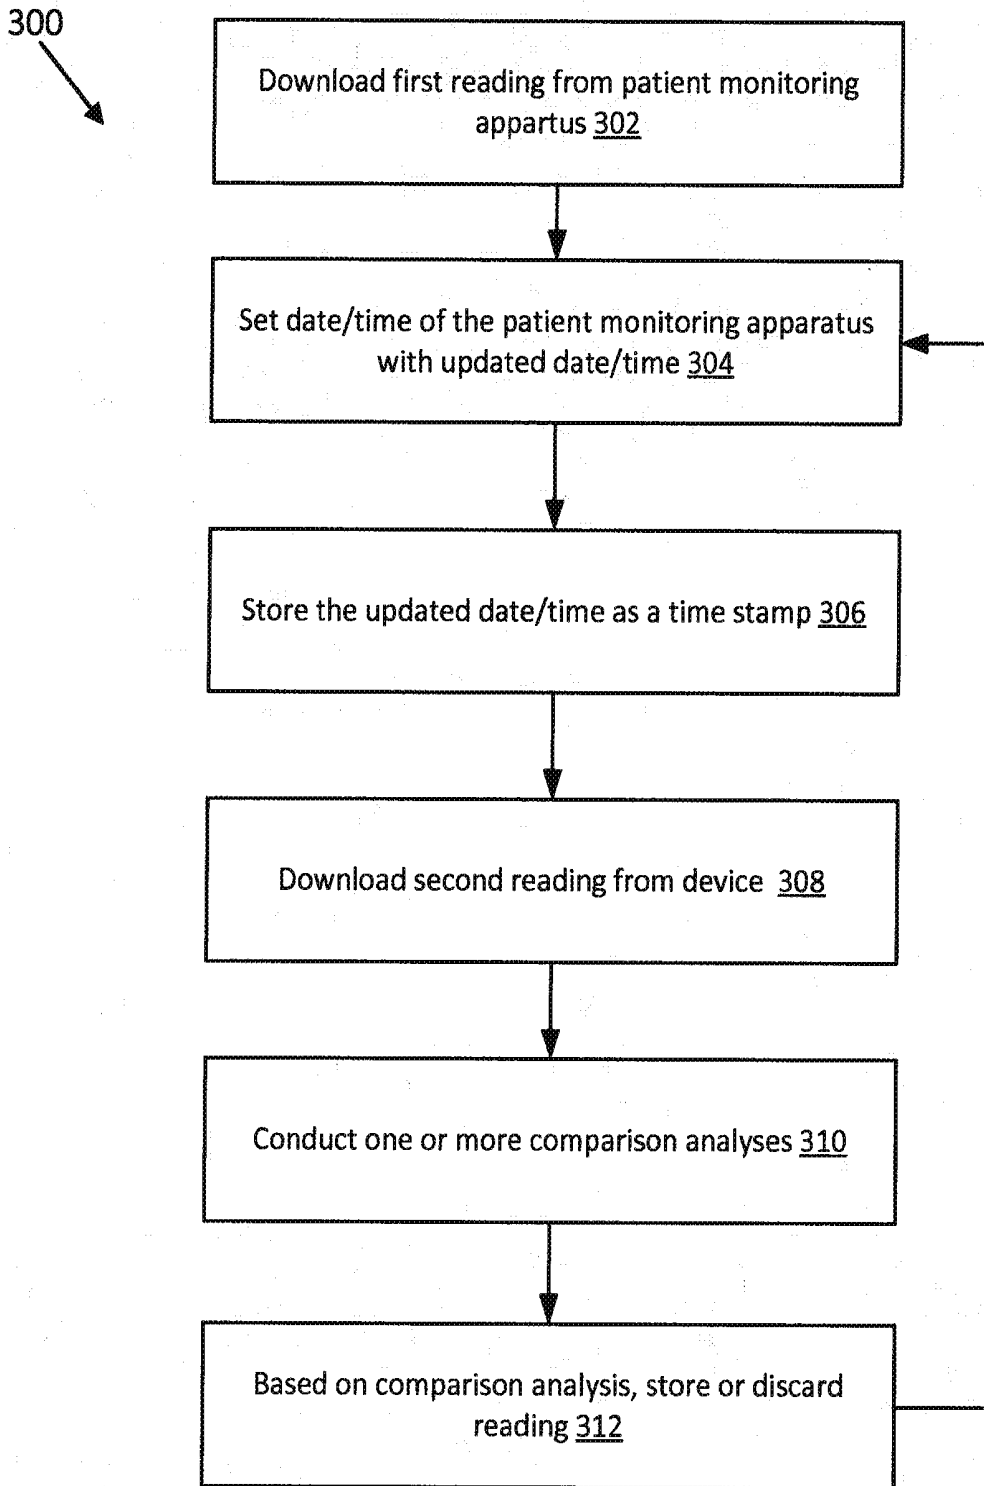 300
Download first reading from patient monitoring
appartus 302
Set date/time of the patient monitoring apparatus
with updated date/time 304
Store the updated date/time as a time stamp 306
Download second reading from device 308
Conduct one or more comparison analyses 310
Based on comparison analysis, store or discard
reading 312